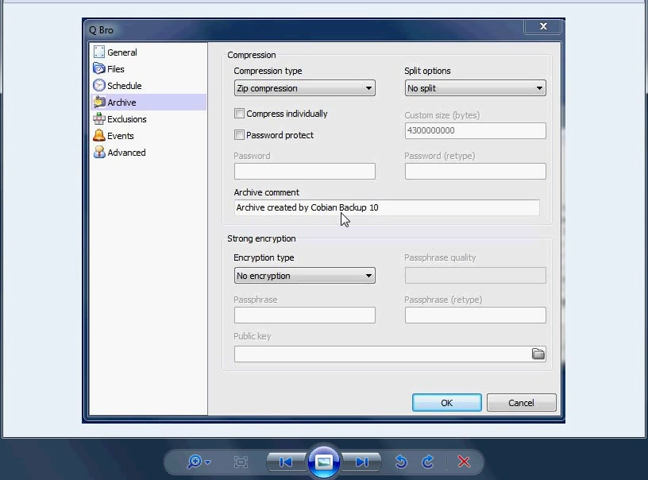 Q Bro
General
Files
Schedule
Archive
Exclusions
Events
Advanced
Compression
Compression type
Split options
Zip compression
No split
Compress individually
Custom size (bytes)
Password protect
4300000000
Password
Password (retype)
Archive comment
Archive created by Cobian Backup 10
Strong encryption
Encryption type
Passphrase quality
No encryption
Passphrase
Passphrase (retype)
Public key
OK
Cancel